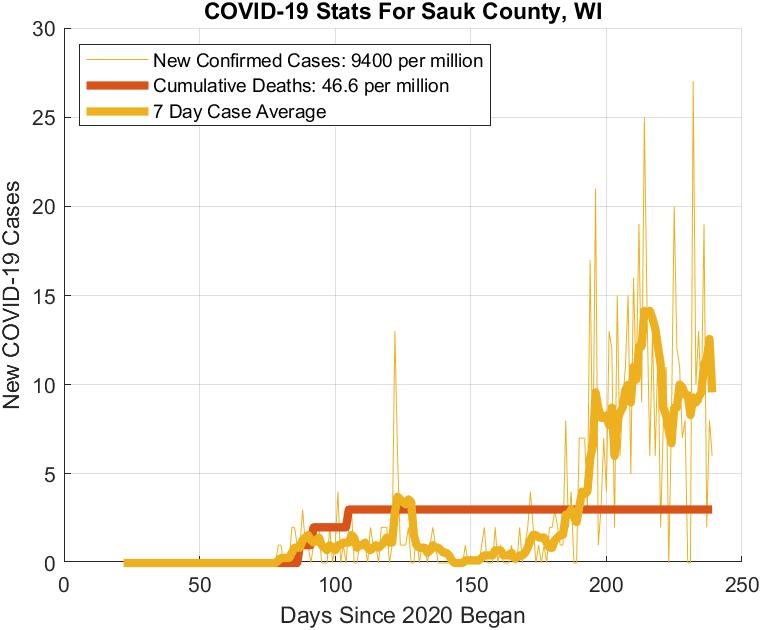 COVID-19 Stats For Sauk County, WI
New Confirmed Cases: 9400 per million
Cumulative Deaths: 46.6 per million
7 Day Case Average
New COVID-19 Cases
30
25
20
15
10
5
0
0 50 100 150 200 250
Days Since 2020 Began